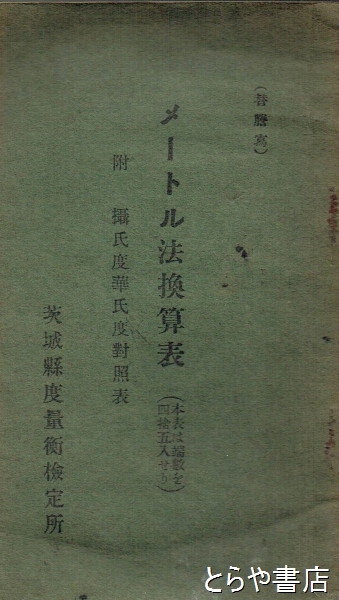 (昔謄寫)
メートル法換算表
(本表は端數を
四捨五入せり)
附 攝氏度華氏度對照表
茨城縣度量衡檢定所
とらや書店